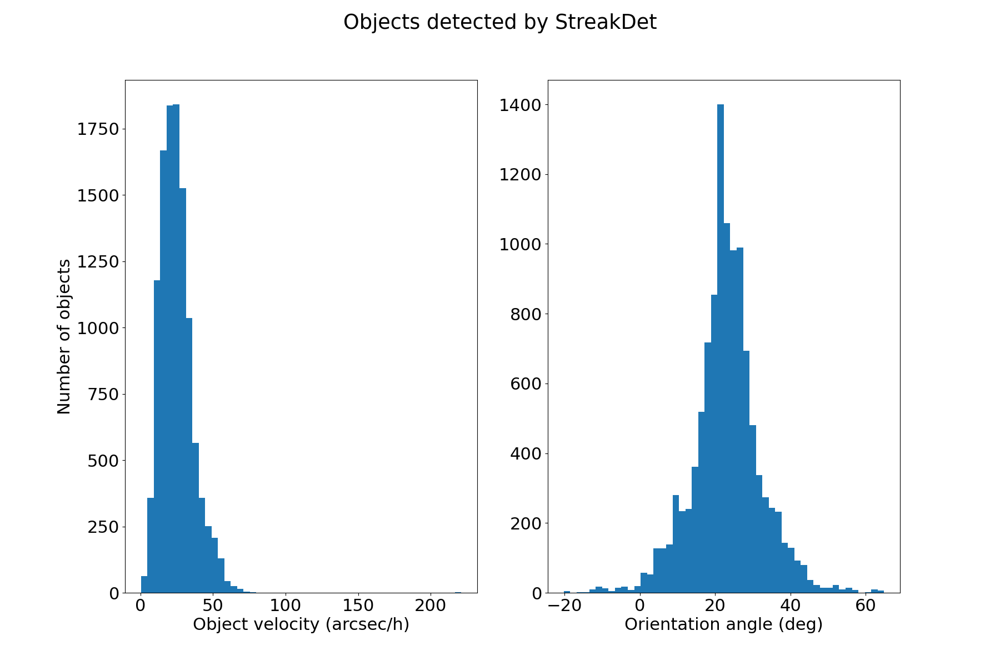 Objects detected by StreakDet
Number of objects
1750
1500
1250
1000
750
500
250
0
0 50 100 150 200
Object velocity (arcsec/h)
1400
1200
1000
800
600
400
200
0
−20 0 20 40 60
Orientation angle (deg)